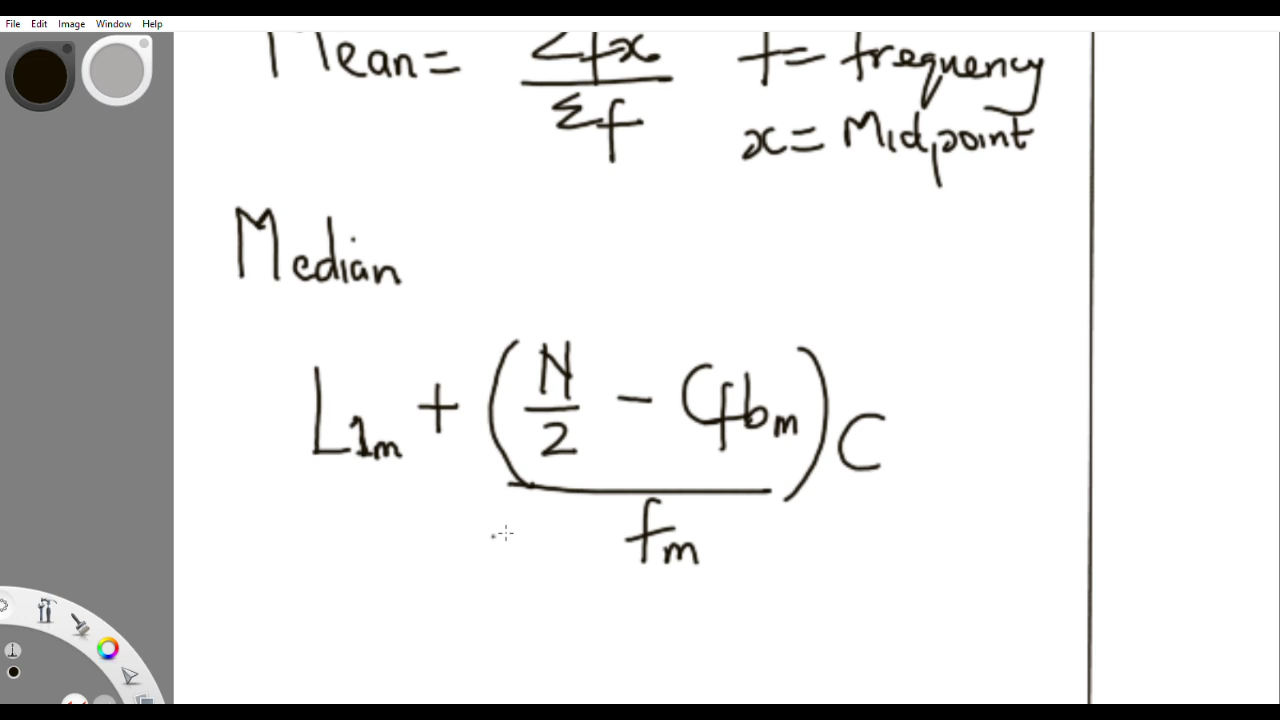 File Edit Image Window Help
Mean = Σfx / Σf f = frequency
x = Midpoint
Median
L1m + (N/2 - Cfbm) C
fm